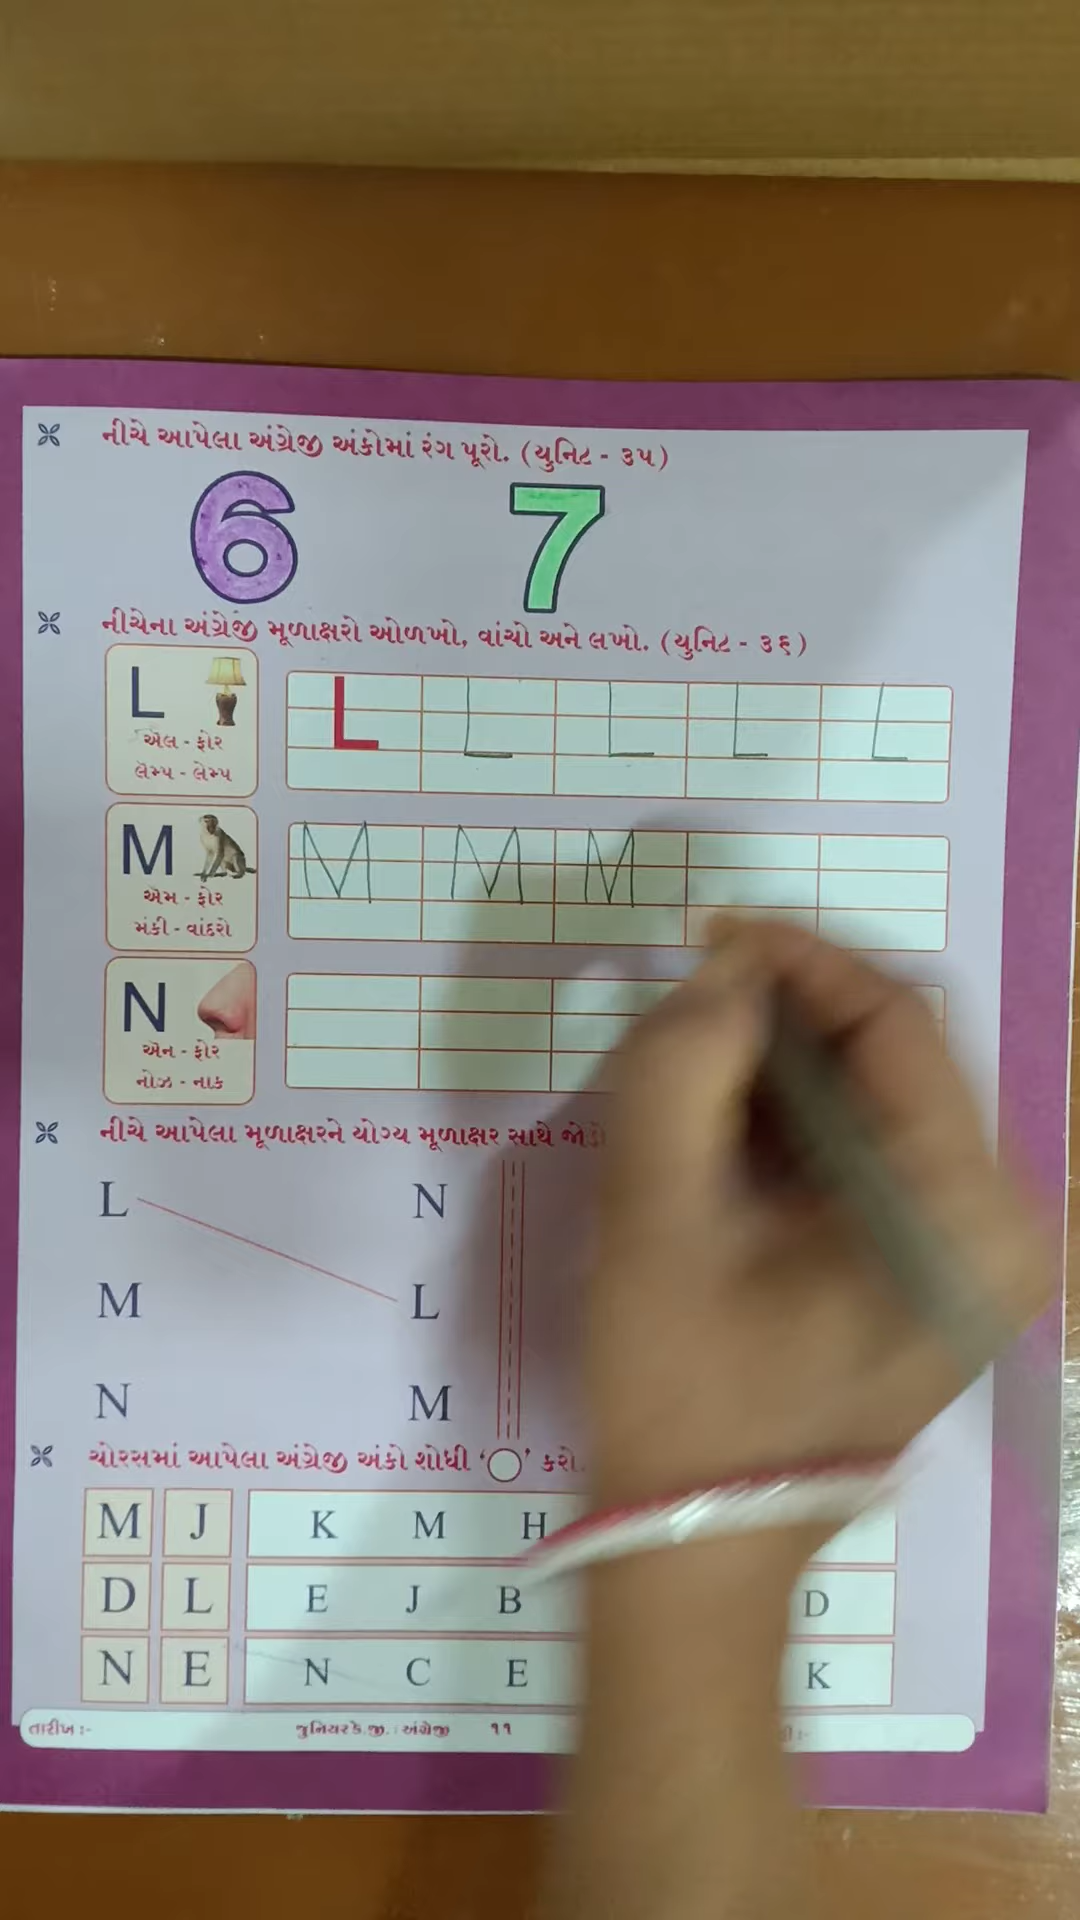 નીચે આપેલા અંગ્રેજી અંકોમાં રંગ પૂરો. (યુનિટ - ૩૫)
6 7
નીચેના અંગ્રેજી મૂળાક્ષરો ઓળખો, વાંચો અને લખો. (યુનિટ - ૩૬)
L
એલ - ફોર
લેમ્પ - લેમ્પ
L L L L L
M
એમ - ફોર
મંકી - વાંદરો
M M M
N
એન - ફોર
નોઝ - નાક
નીચે આપેલા મૂળાક્ષરને યોગ્ય મૂળાક્ષર સાથે જોડો
L N
M L
N M
ચોરસમાં આપેલા અંગ્રેજી અંકો શોધી ‘◯’ કરો.
M J K M H
D L E J B D
N E N C E K
તારીખ :- જુનિયર કે.જી. : અંગ્રેજી ૧૧